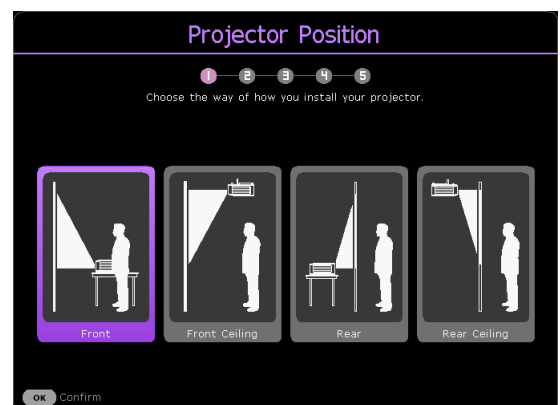 Projector Position
1 2 3 4 5
Choose the way of how you install your projector.
Front
Front Ceiling
Rear
Rear Ceiling
OK Confirm